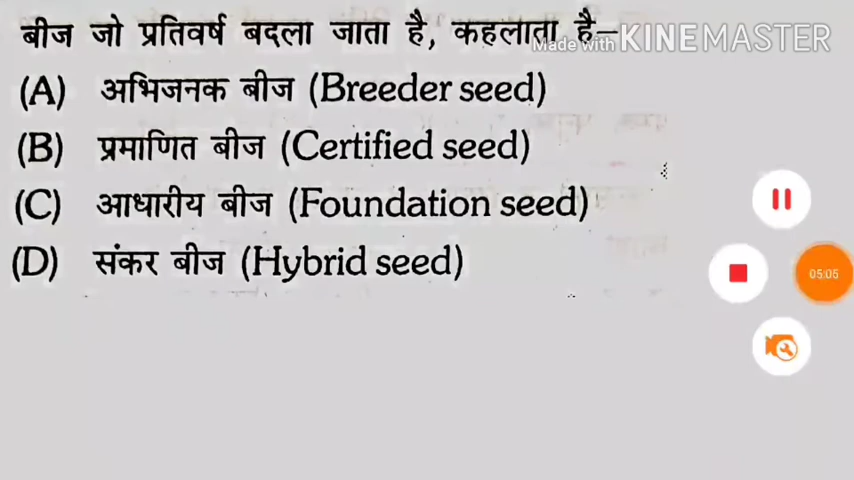 बीज जो प्रतिवर्ष बदला जाता है, कहलाता है–
Made with KINEMASTER
(A) अभिजनक बीज (Breeder seed)
(B) प्रमाणित बीज (Certified seed)
(C) आधारीय बीज (Foundation seed)
(D) संकर बीज (Hybrid seed)
05:05